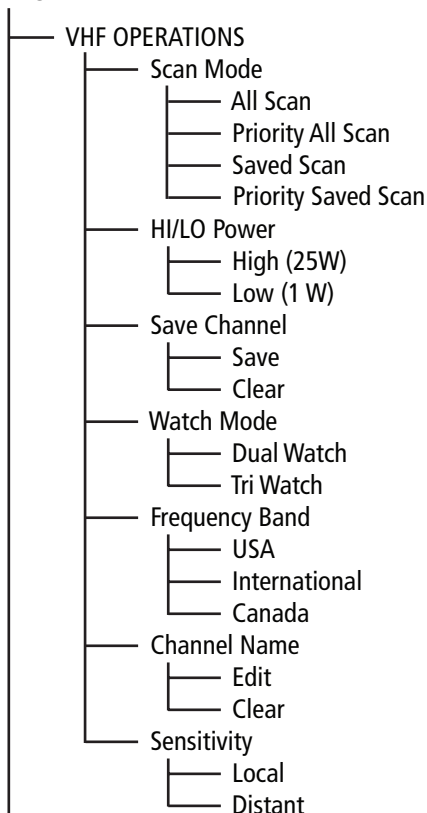 VHF OPERATIONS
Scan Mode
All Scan
Priority All Scan
Saved Scan
Priority Saved Scan
HI/LO Power
High (25W)
Low (1 W)
Save Channel
Save
Clear
Watch Mode
Dual Watch
Tri Watch
Frequency Band
USA
International
Canada
Channel Name
Edit
Clear
Sensitivity
Local
Distant